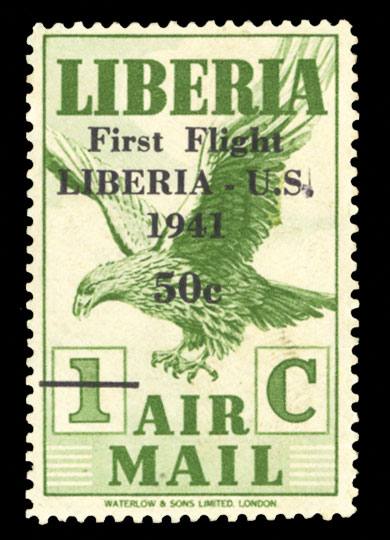 LIBERIA
First Flight
LIBERIA - U.S.
1941
50c
1 C
AIR
MAIL
WATERLOW & SONS LIMITED. LONDON.